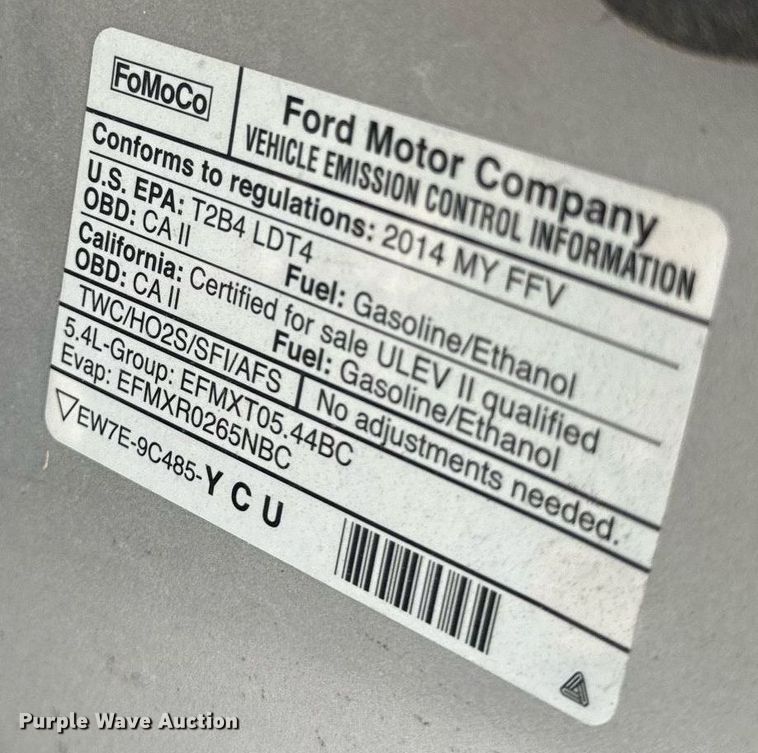 FoMoCo
Ford Motor Company
VEHICLE EMISSION CONTROL INFORMATION
Conforms to regulations: 2014 MY FFV
U.S. EPA: T2B4 LDT4
OBD: CA II Fuel: Gasoline/Ethanol
California: Certified for sale ULEV II qualified
OBD: CA II Fuel: Gasoline/Ethanol
TWC/HO2S/SFI/AFS No adjustments needed.
5.4L-Group: EFMXT05.44BC
Evap: EFMXR0265NBC
EW7E-9C485-YCU
Purple Wave Auction